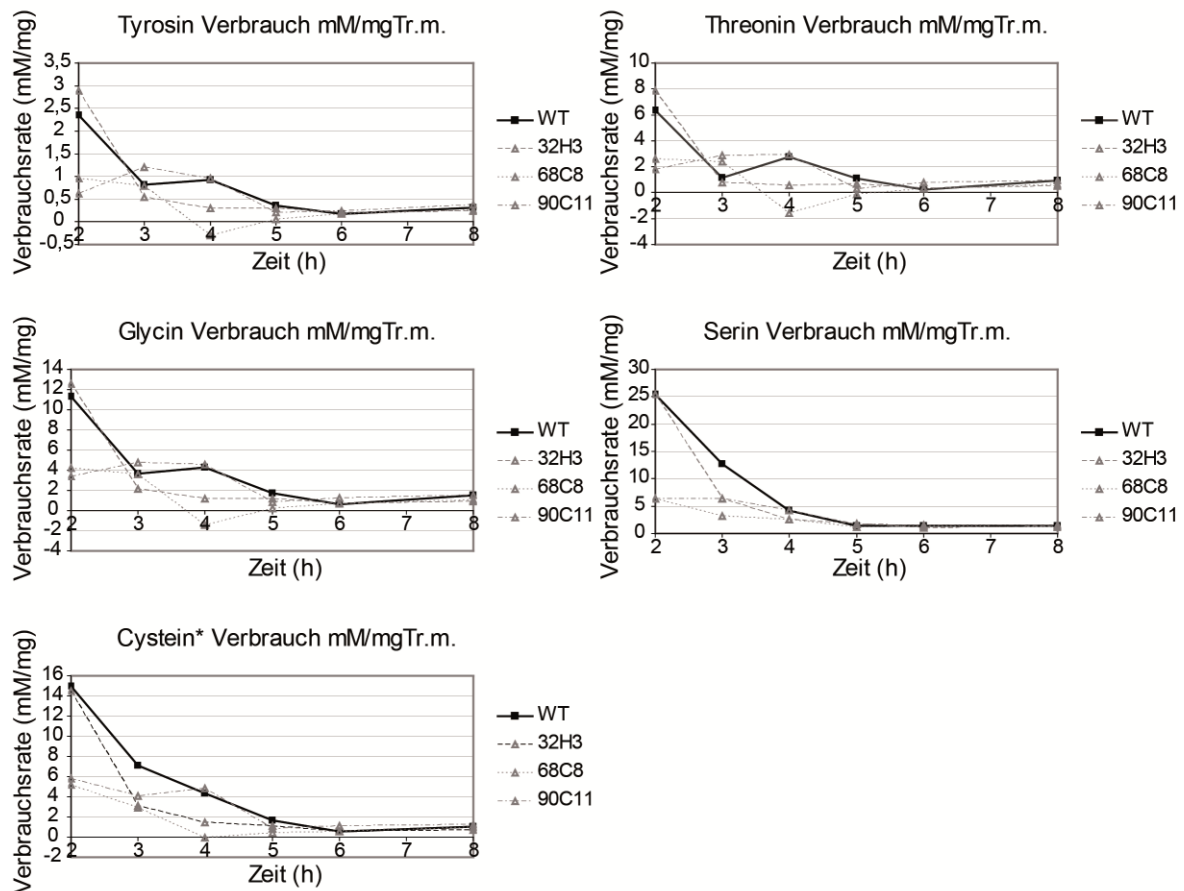 Tyrosin Verbrauch mM/mgTr.m.
Verbrauchsrate (mM/mg)
3,5
3
2,5
2
1,5
1
0,5
0
-0,5
2 3 4 5 6 7 8
Zeit (h)
WT
32H3
68C8
90C11
Threonin Verbrauch mM/mgTr.m.
Verbrauchsrate (mM/mg)
10
8
6
4
2
0
-2
-4
2 3 4 5 6 7 8
Zeit (h)
WT
32H3
68C8
90C11
Glycin Verbrauch mM/mgTr.m.
Verbrauchsrate (mM/mg)
14
12
10
8
6
4
2
0
-2
-4
2 3 4 5 6 7 8
Zeit (h)
WT
32H3
68C8
90C11
Serin Verbrauch mM/mgTr.m.
Verbrauchsrate (mM/mg)
30
25
20
15
10
5
0
2 3 4 5 6 7 8
Zeit (h)
WT
32H3
68C8
90C11
Cystein* Verbrauch mM/mgTr.m.
Verbrauchsrate (mM/mg)
16
14
12
10
8
6
4
2
0
-2
2 3 4 5 6 7 8
Zeit (h)
WT
32H3
68C8
90C11